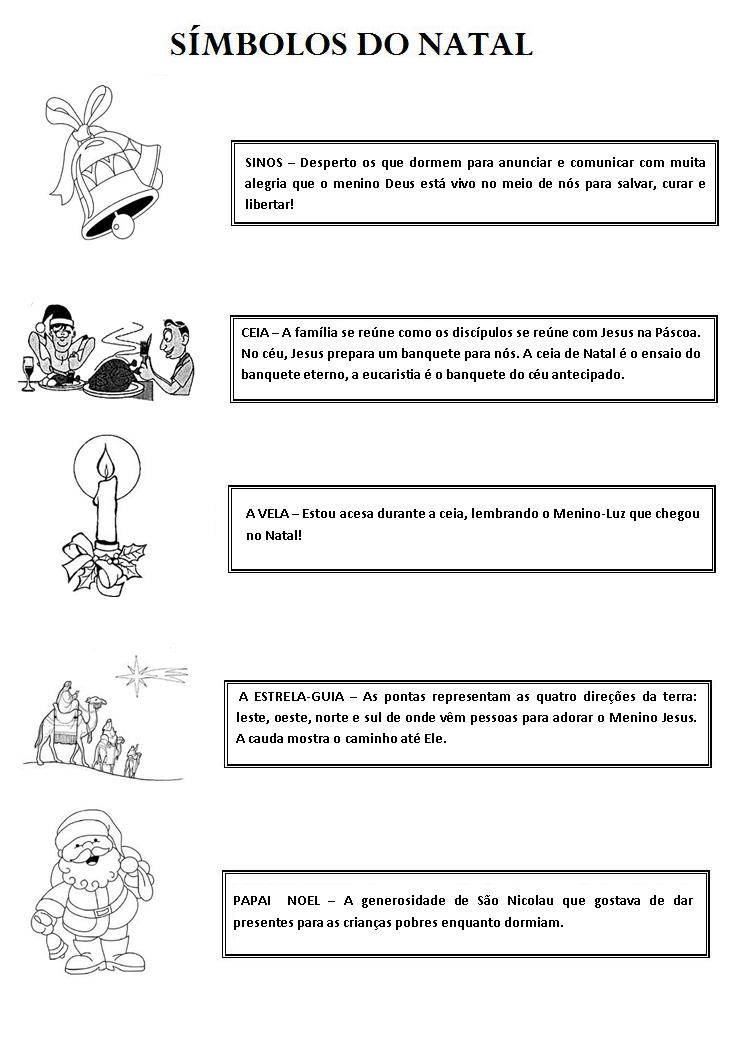 SÍMBOLOS DO NATAL
SINOS – Desperto os que dormem para anunciar e comunicar com muita
alegria que o menino Deus está vivo no meio de nós para salvar, curar e
libertar!
CEIA – A família se reúne como os discípulos se reúne com Jesus na Páscoa.
No céu, Jesus prepara um banquete para nós. A ceia de Natal é o ensaio do
banquete eterno, a eucaristia é o banquete do céu antecipado.
A VELA – Estou acesa durante a ceia, lembrando o Menino-Luz que chegou
no Natal!
A ESTRELA-GUIA – As pontas representam as quatro direções da terra:
leste, oeste, norte e sul de onde vêm pessoas para adorar o Menino Jesus.
A cauda mostra o caminho até Ele.
PAPAI NOEL – A generosidade de São Nicolau que gostava de dar
presentes para as crianças pobres enquanto dormiam.